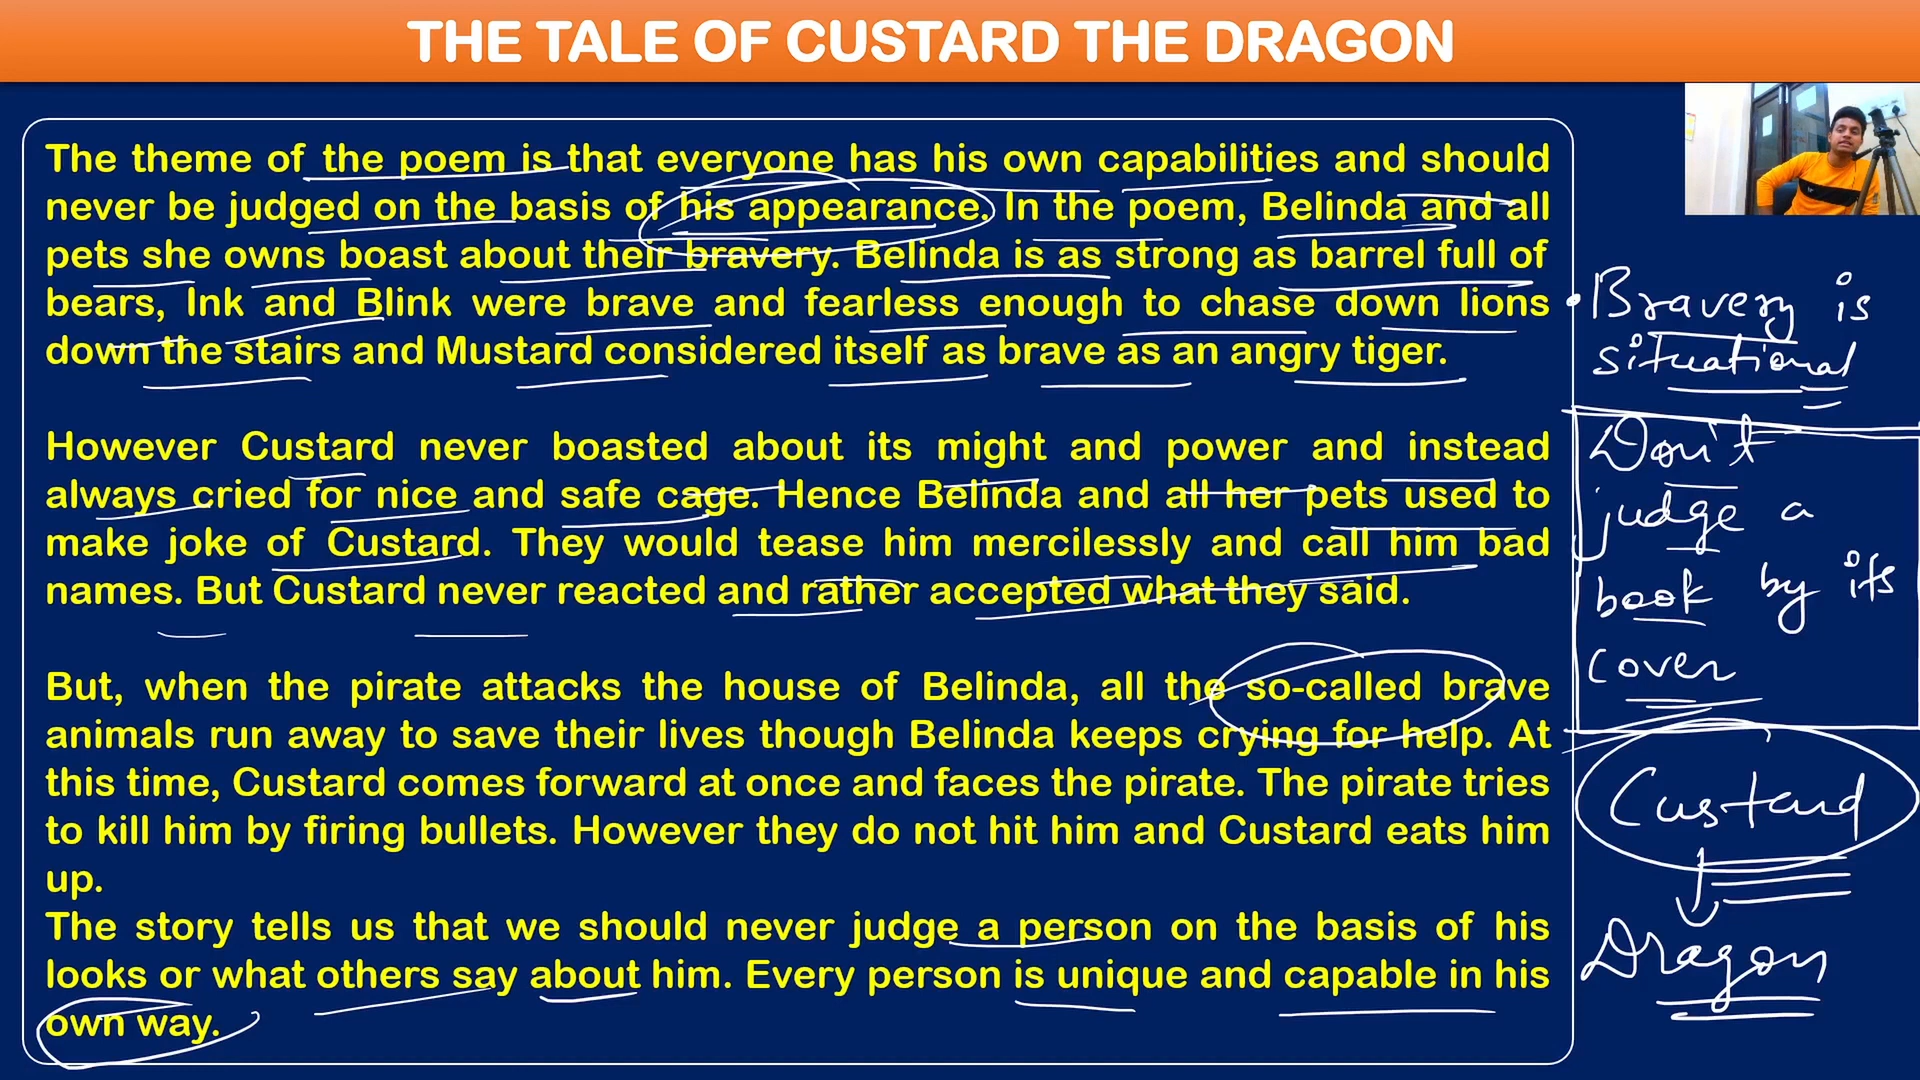 THE TALE OF CUSTARD THE DRAGON
The theme of the poem is that everyone has his own capabilities and should
never be judged on the basis of his appearance. In the poem, Belinda and all
pets she owns boast about their bravery. Belinda is as strong as barrel full of
bears, Ink and Blink were brave and fearless enough to chase down lions
down the stairs and Mustard considered itself as brave as an angry tiger.
However Custard never boasted about its might and power and instead
always cried for nice and safe cage. Hence Belinda and all her pets used to
make joke of Custard. They would tease him mercilessly and call him bad
names. But Custard never reacted and rather accepted what they said.
But, when the pirate attacks the house of Belinda, all the so-called brave
animals run away to save their lives though Belinda keeps crying for help. At
this time, Custard comes forward at once and faces the pirate. The pirate tries
to kill him by firing bullets. However they do not hit him and Custard eats him
up.
The story tells us that we should never judge a person on the basis of his
looks or what others say about him. Every person is unique and capable in his
own way.
Bravery is
situational
Don't
judge a
book by its
cover
Custard
Dragon